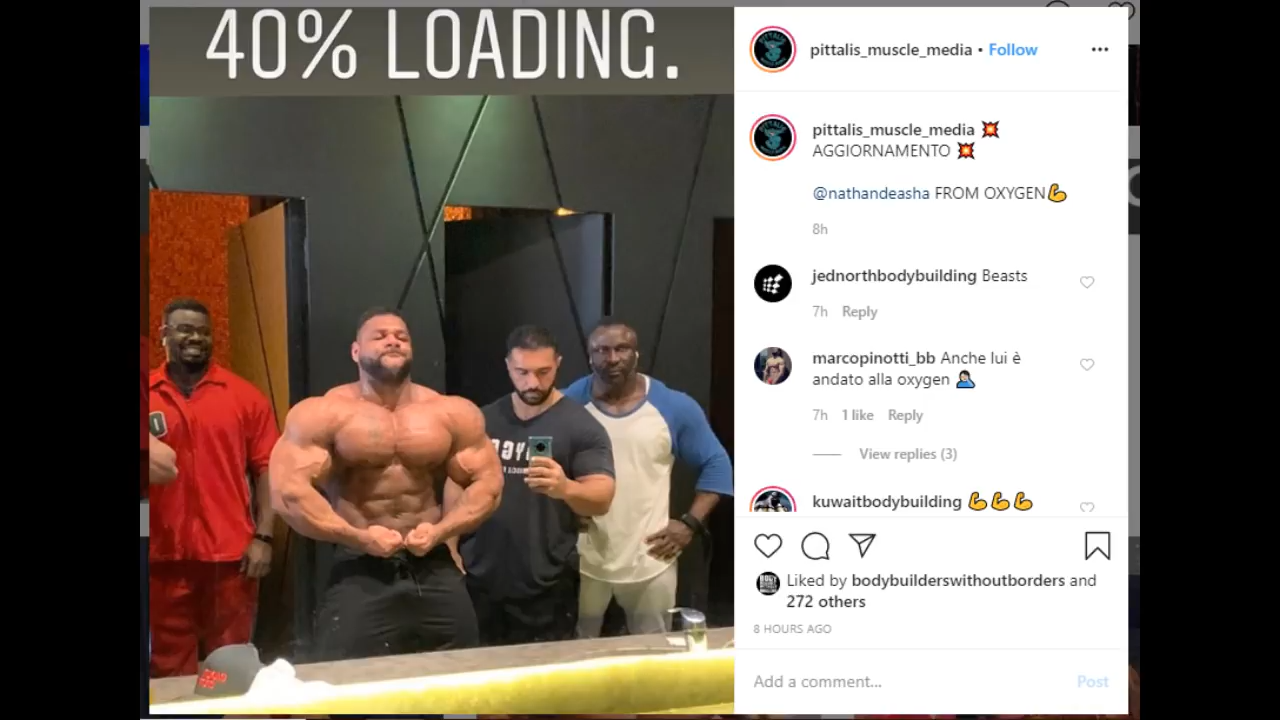 40% LOADING.
pittalis_muscle_media • Follow
pittalis_muscle_media 💥
AGGIORNAMENTO 💥
@nathandeasha FROM OXYGEN💪
8h
jednorthbodybuilding Beasts
7h Reply
marcopinotti_bb Anche lui è
andato alla oxygen 🤦🏻‍♂️
7h 1 like Reply
View replies (3)
kuwaitbodybuilding 💪💪💪
Liked by bodybuilderswithoutborders and
272 others
8 HOURS AGO
Add a comment... Post